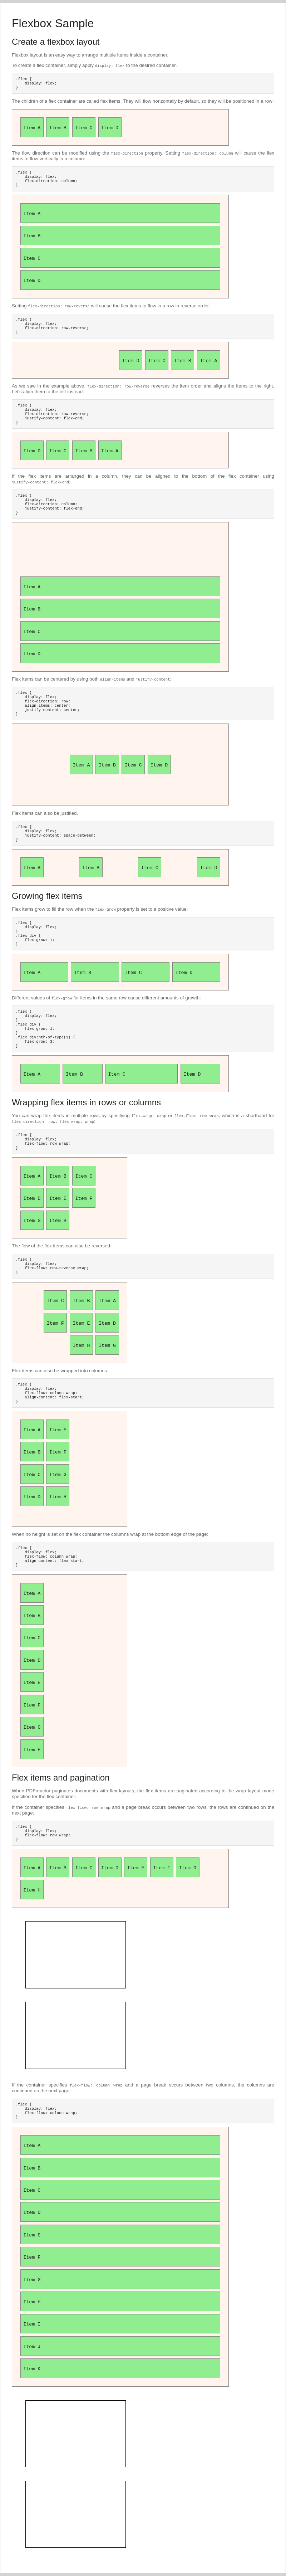 Flexbox Sample
Create a flexbox layout
Flexbox layout is an easy way to arrange multiple items inside a container.
To create a flex container, simply apply display: flex to the desired container.
.flex {
display: flex;
}
The children of a flex container are called flex items. They will flow horizontally by default, so they will be positioned in a row:
Item A Item B Item C Item D
The flow direction can be modified using the flex-direction property. Setting flex-direction: column will cause the flex
items to flow vertically in a column:
.flex {
display: flex;
flex-direction: column;
}
Item A
Item B
Item C
Item D
Setting flex-direction: row-reverse will cause the flex items to flow in a row in reverse order:
.flex {
display: flex;
flex-direction: row-reverse;
}
Item D Item C Item B Item A
As we saw in the example above, flex-direction: row-reverse reverses the item order and aligns the items to the right.
Let's align them to the left instead:
.flex {
display: flex;
flex-direction: row-reverse;
justify-content: flex-end;
}
Item D Item C Item B Item A
If the flex items are arranged in a column, they can be aligned to the bottom of the flex container using
justify-content: flex-end:
.flex {
display: flex;
flex-direction: column;
justify-content: flex-end;
}
Item A
Item B
Item C
Item D
Flex items can be centered by using both align-items and justify-content:
.flex {
display: flex;
flex-direction: row;
align-items: center;
justify-content: center;
}
Item A Item B Item C Item D
Flex items can also be justified:
.flex {
display: flex;
justify-content: space-between;
}
Item A Item B Item C Item D
Growing flex items
Flex items grow to fill the row when the flex-grow property is set to a positive value:
.flex {
display: flex;
}
.flex div {
flex-grow: 1;
}
Item A Item B Item C Item D
Different values of flex-grow for items in the same row cause different amounts of growth:
.flex {
display: flex;
}
.flex div {
flex-grow: 1;
}
.flex div:nth-of-type(3) {
flex-grow: 3;
}
Item A Item B Item C Item D
Wrapping flex items in rows or columns
You can wrap flex items in multiple rows by specifying flex-wrap: wrap or flex-flow: row wrap, which is a shorthand for
flex-direction: row; flex-wrap: wrap:
.flex {
display: flex;
flex-flow: row wrap;
}
Item A Item B Item C
Item D Item E Item F
Item G Item H
The flow of the flex items can also be reversed:
.flex {
display: flex;
flex-flow: row-reverse wrap;
}
Item C Item B Item A
Item F Item E Item D
Item H Item G
Flex items can also be wrapped into columns:
.flex {
display: flex;
flex-flow: column wrap;
align-content: flex-start;
}
Item A Item E
Item B Item F
Item C Item G
Item D Item H
When no height is set on the flex container the columns wrap at the bottom edge of the page:
.flex {
display: flex;
flex-flow: column wrap;
align-content: flex-start;
}
Item A
Item B
Item C
Item D
Item E
Item F
Item G
Item H
Flex items and pagination
When PDFreactor paginates documents with flex layouts, the flex items are paginated according to the wrap layout mode
specified for the flex container.
If the container specifies flex-flow: row wrap and a page break occurs between two rows, the rows are continued on the
next page:
.flex {
display: flex;
flex-flow: row wrap;
}
Item A Item B Item C Item D Item E Item F Item G
Item H
If the container specifies flex-flow: column wrap and a page break occurs between two columns, the columns are
continued on the next page:
.flex {
display: flex;
flex-flow: column wrap;
}
Item A
Item B
Item C
Item D
Item E
Item F
Item G
Item H
Item I
Item J
Item K